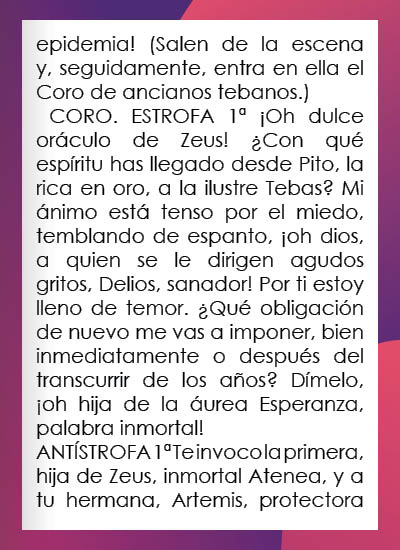 epidemia! (Salen de la escena
y, seguidamente, entra en ella el
Coro de ancianos tebanos.)
CORO. ESTROFA 1ª ¡Oh dulce
oráculo de Zeus! ¿Con qué
espíritu has llegado desde Pito, la
rica en oro, a la ilustre Tebas? Mi
ánimo está tenso por el miedo,
temblando de espanto, ¡oh dios,
a quien se le dirigen agudos
gritos, Delios, sanador! Por ti estoy
lleno de temor. ¿Qué obligación
de nuevo me vas a imponer, bien
inmediatamente o después del
transcurrir de los años? Dímelo,
¡oh hija de la áurea Esperanza,
palabra inmortal!
ANTÍSTROFA 1ª Te invoco la primera,
hija de Zeus, inmortal Atenea, y a
tu hermana, Artemis, protectora